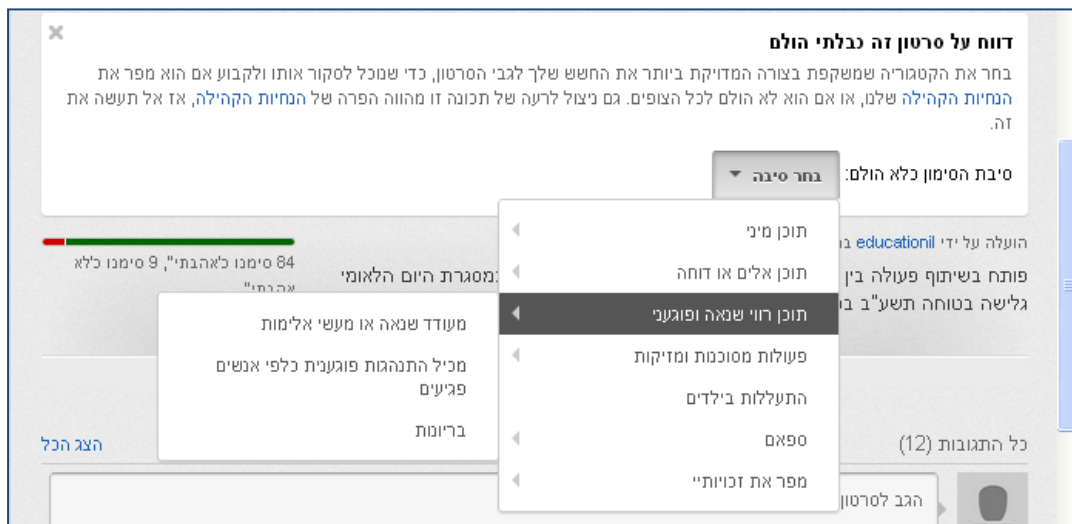 דווח על סרטון זה כבלתי הולם
בחר את הקטגוריה שמשקפת בצורה המדויקת ביותר את החשש שלך לגבי הסרטון, כדי שנוכל לסקור אותו ולקבוע אם הוא מפר את
הנחיות הקהילה שלנו, או אם הוא לא הולם לכל הצופים. גם ניצול לרעה של תכונה זו מהווה הפרה של הנחיות הקהילה, אז אל תעשה את
זה.
סיבת הסימון כלא הולם:
בחר סיבה
תוכן מיני
תוכן אלים או דוחה
תוכן רווי שנאה ופוגעני
פעולות מסוכנות ומזיקות
התעללות בילדים
ספאם
מפר את זכויותיי
מעודד שנאה או מעשי אלימות
מכיל התנהגות פוגענית כלפי אנשים
פגיעים
בריונות
הועלה על ידי educationil
84 סימנו כ'אהבתי", 9 סימנו כ'לא
אהבתי"
פותח בשיתוף פעולה בין
במסגרת היום הלאומי
גלישה בטוחה תשע"ב
כל התגובות (12)
הצג הכל
הגב לסרטון